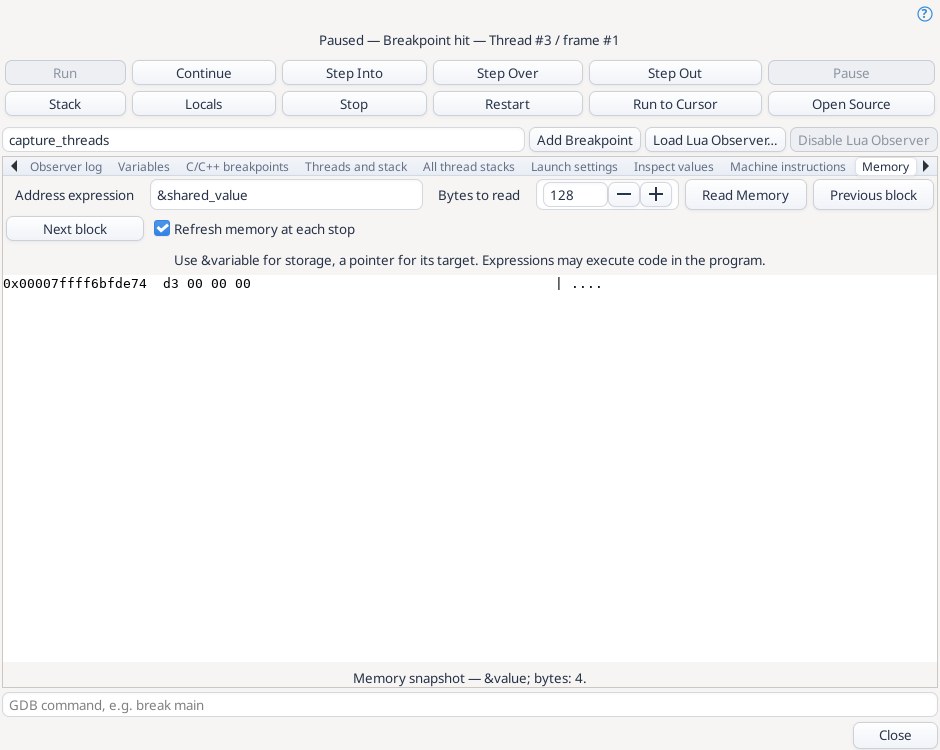 ?
Paused — Breakpoint hit — Thread #3 / frame #1
Run Continue Step Into Step Over Step Out Pause
Stack Locals Stop Restart Run to Cursor Open Source
capture_threads Add Breakpoint Load Lua Observer... Disable Lua Observer
Observer log Variables C/C++ breakpoints Threads and stack All thread stacks Launch settings Inspect values Machine instructions Memory
Address expression &shared_value Bytes to read 128 Read Memory Previous block
Next block Refresh memory at each stop
Use &variable for storage, a pointer for its target. Expressions may execute code in the program.
0x00007ffff6bfde74 d3 00 00 00 | ....
Memory snapshot — &value; bytes: 4.
GDB command, e.g. break main
Close